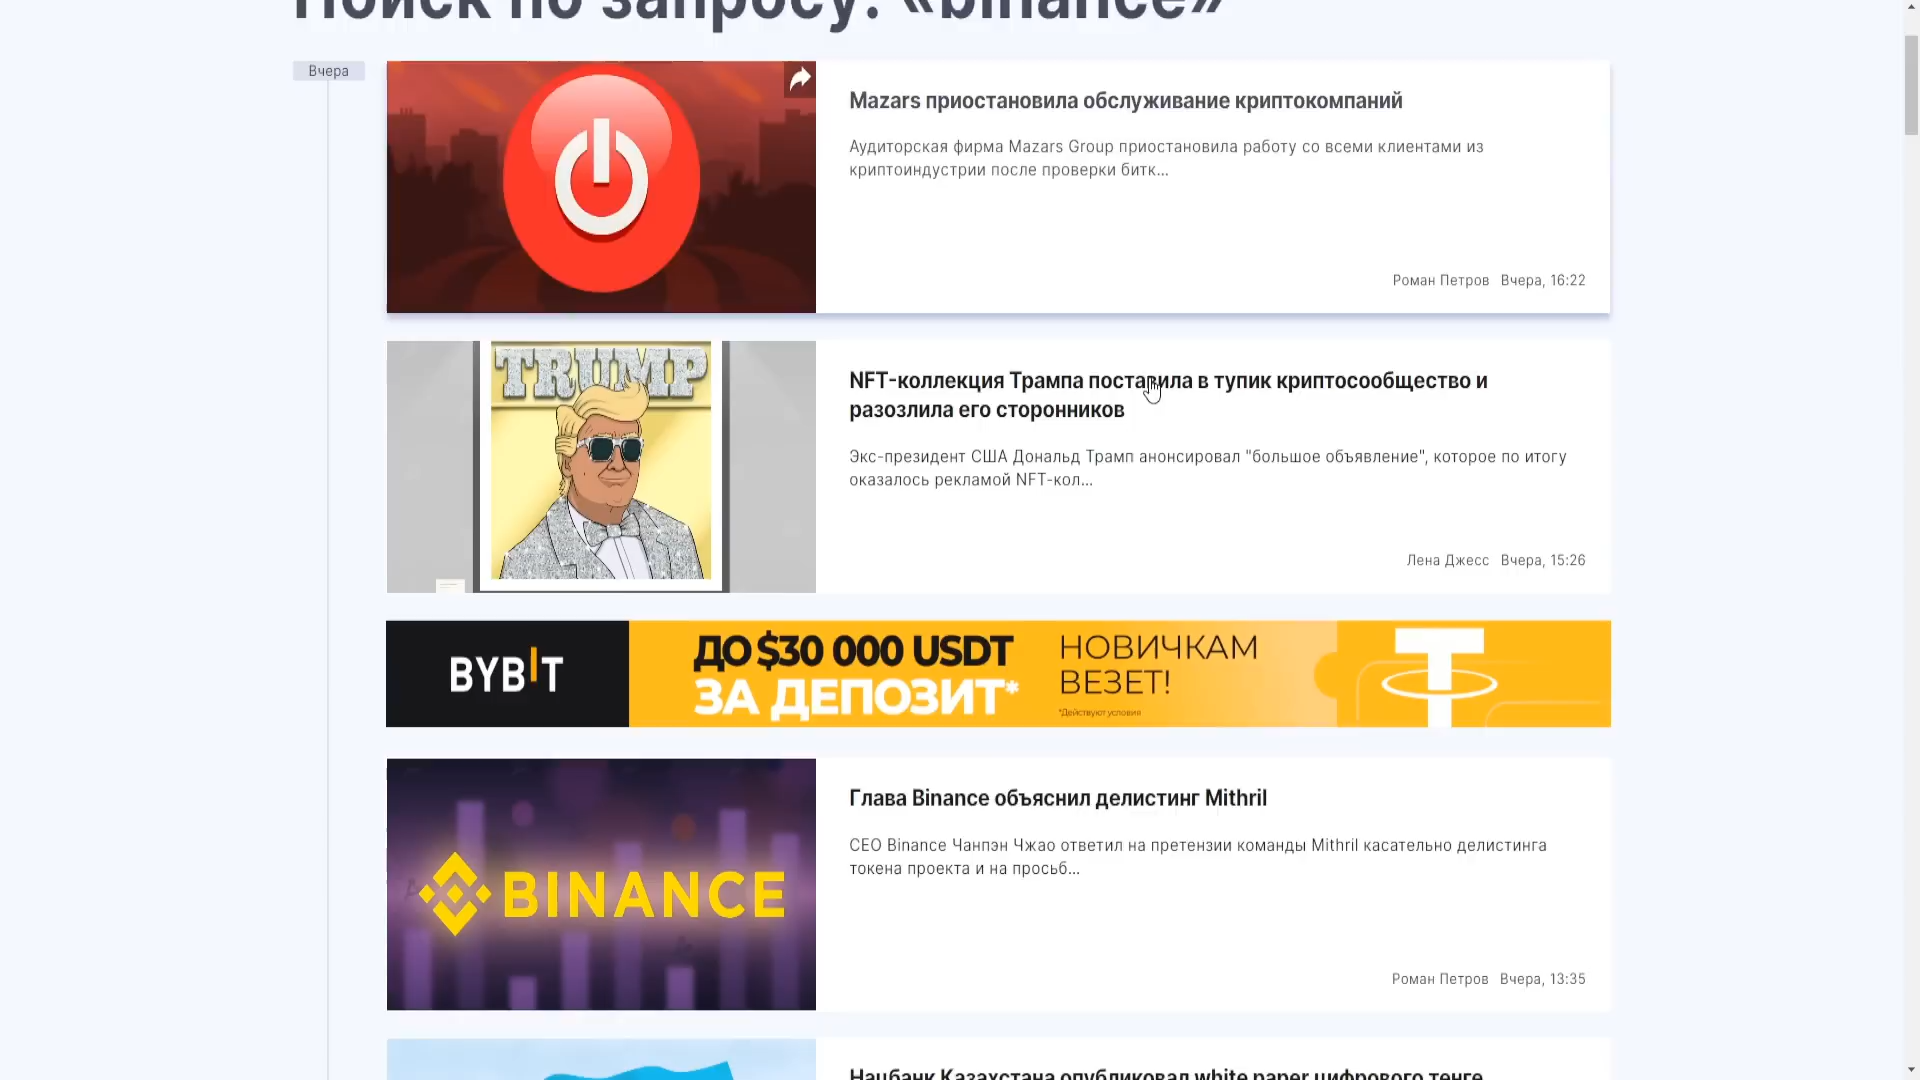 Поиск по запросу: «binance»
Вчера
Mazars приостановила обслуживание криптокомпаний
Аудиторская фирма Mazars Group приостановила работу со всеми клиентами из
криптоиндустрии после проверки битк...
Роман Петров Вчера, 16:22
TRUMP
NFT-коллекция Трампа поставила в тупик криптосообщество и
разозлила его сторонников
Экс-президент США Дональд Трамп анонсировал "большое объявление", которое по итогу
оказалось рекламой NFT-кол...
Лена Джесс Вчера, 15:26
BYBIT
ДО $30 000 USDT
ЗА ДЕПОЗИТ*
НОВИЧКАМ
ВЕЗЕТ!
*Действуют условия
BINANCE
Глава Binance объяснил делистинг Mithril
CEO Binance Чанпэн Чжао ответил на претензии команды Mithril касательно делистинга
токена проекта и на просьб...
Роман Петров Вчера, 13:35
Нацбанк Казахстана опубликовал white paper цифрового тенге